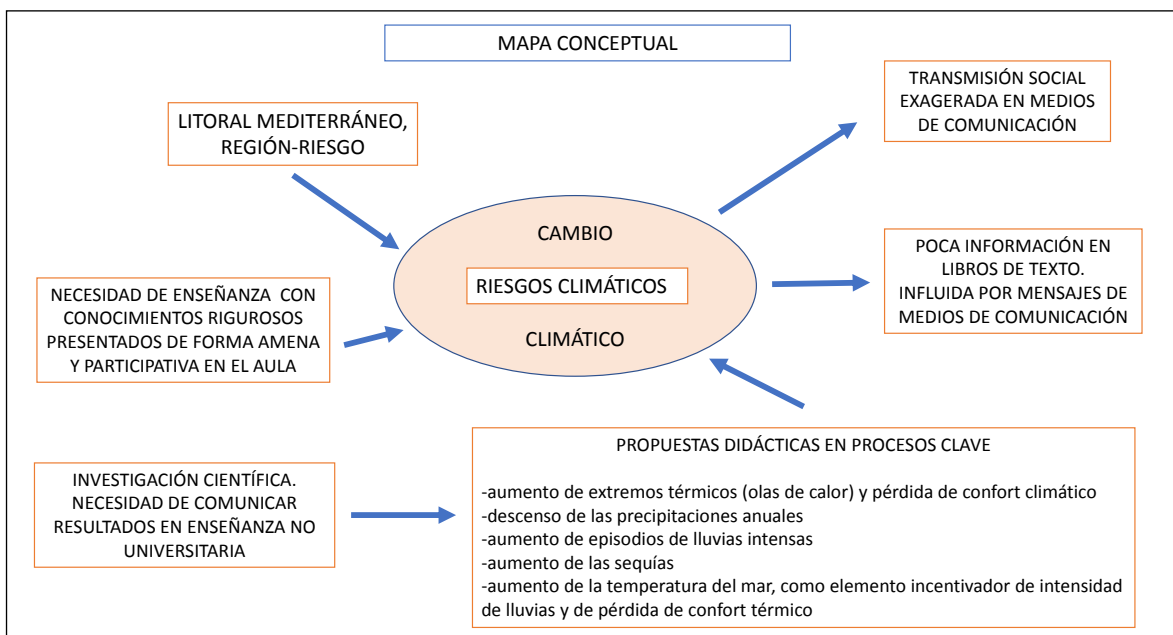 MAPA CONCEPTUAL
LITORAL MEDITERRÁNEO,
REGIÓN-RIESGO
TRANSMISIÓN SOCIAL
EXAGERADA EN MEDIOS
DE COMUNICACIÓN
CAMBIO
RIESGOS CLIMÁTICOS
CLIMÁTICO
POCA INFORMACIÓN EN
LIBROS DE TEXTO.
INFLUIDA POR MENSAJES DE
MEDIOS DE COMUNICACIÓN
NECESIDAD DE ENSEÑANZA CON
CONOCIMIENTOS RIGUROSOS
PRESENTADOS DE FORMA AMENA
Y PARTICIPATIVA EN EL AULA
INVESTIGACIÓN CIENTÍFICA.
NECESIDAD DE COMUNICAR
RESULTADOS EN ENSEÑANZA NO
UNIVERSITARIA
PROPUESTAS DIDÁCTICAS EN PROCESOS CLAVE
-aumento de extremos térmicos (olas de calor) y pérdida de confort climático
-descenso de las precipitaciones anuales
-aumento de episodios de lluvias intensas
-aumento de las sequías
-aumento de la temperatura del mar, como elemento incentivador de intensidad
de lluvias y de pérdida de confort térmico